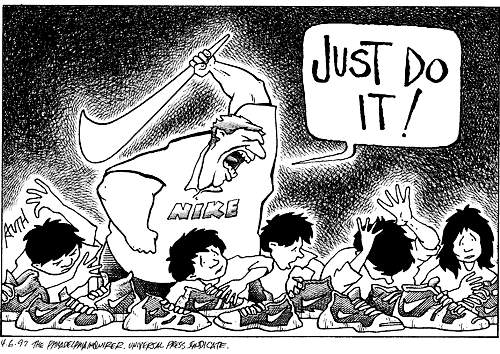 JUST DO
IT!
NIKE
AUTH
4.6.97 THE PHILADELPHIA INQUIRER. UNIVERSAL PRESS SYNDICATE.